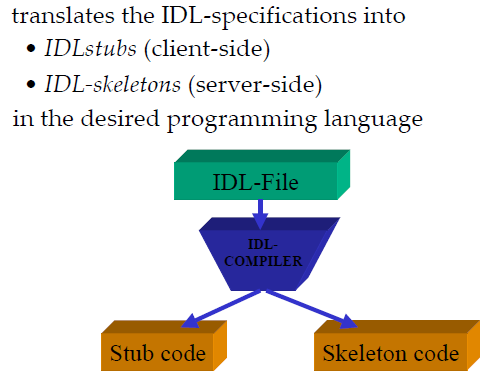 translates the IDL-specifications into
• IDLstubs (client-side)
• IDL-skeletons (server-side)
in the desired programming language
IDL-File
IDL-
COMPILER
Stub code
Skeleton code